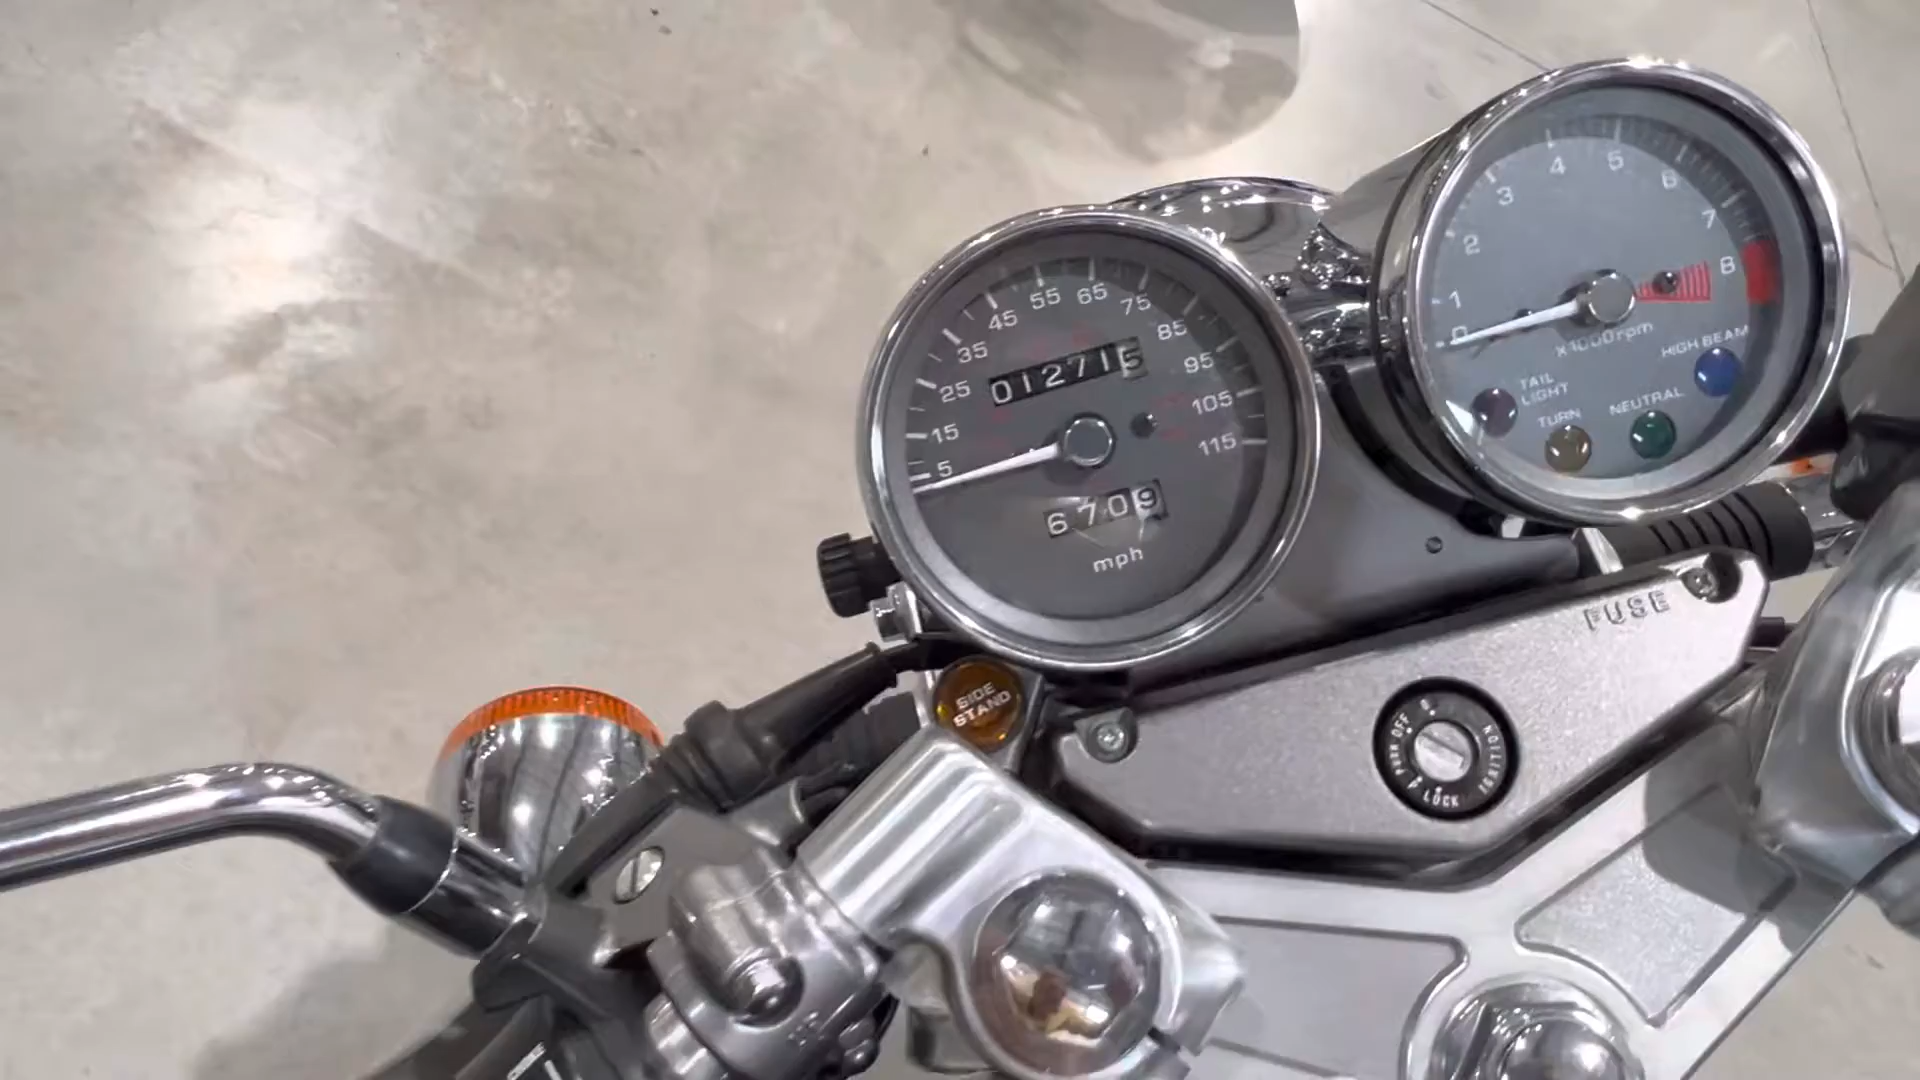 5
15
25
35
45
55
65
75
85
95
105
115
012715
6709
mph
0
1
2
3
4
5
6
7
8
X1000rpm
HIGH BEAM
TAIL
LIGHT
TURN
NEUTRAL
FUSE
SIDE
STAND
OFF
LOCK
IGNITION